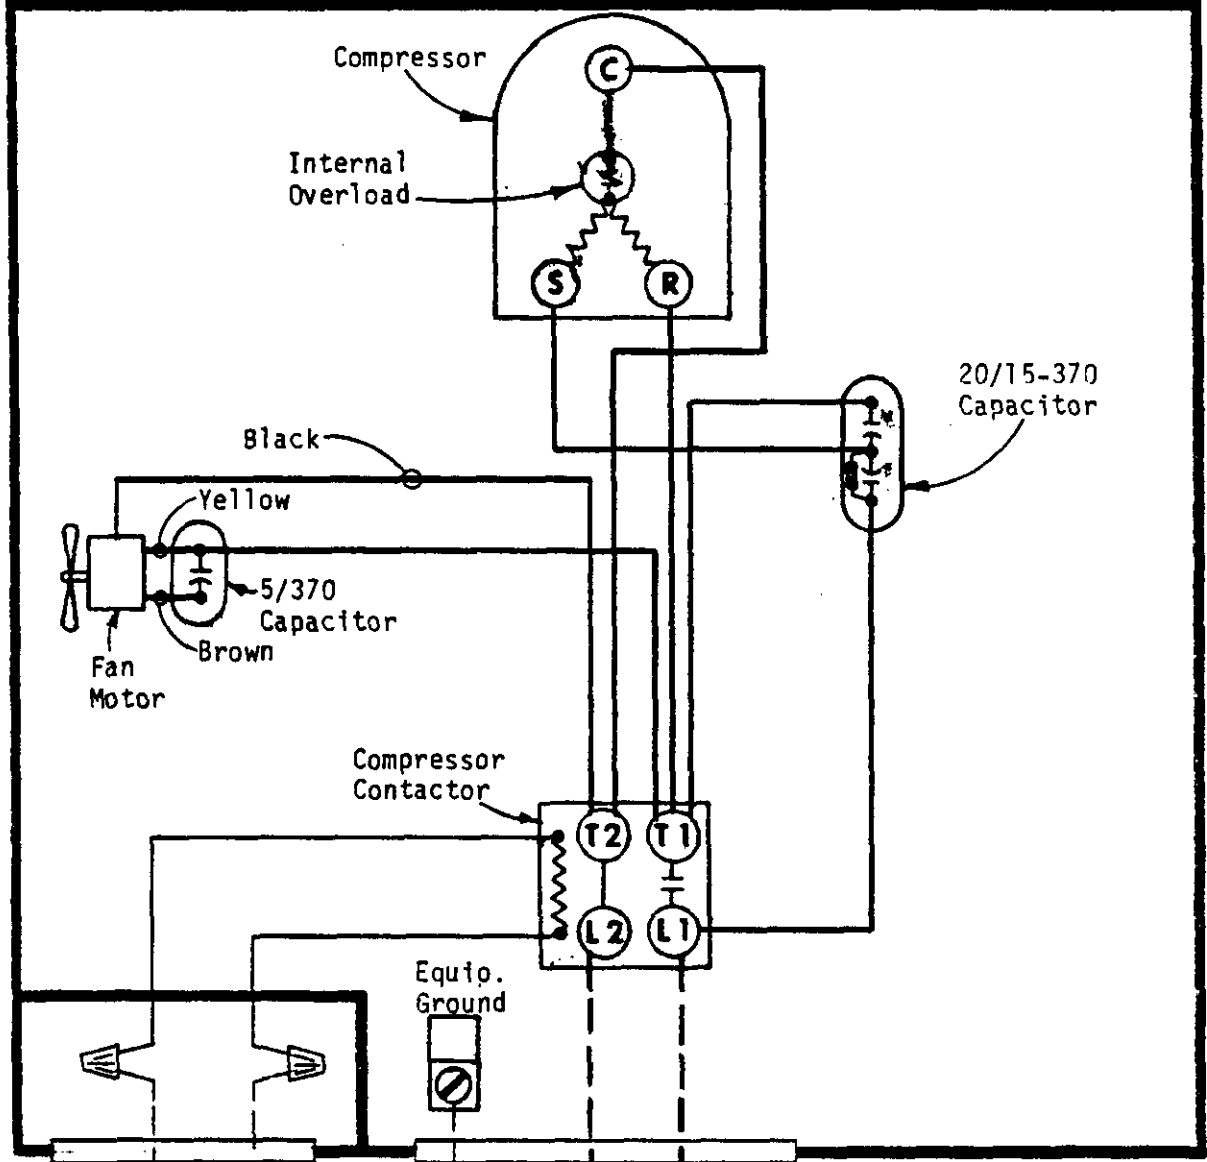 Compressor
C
Internal
Overload
S
R
20/15-370
Capacitor
Black
Yellow
5/370
Capacitor
Brown
Fan
Motor
Compressor
Contactor
T2
T1
L2
L1
Equip.
Ground